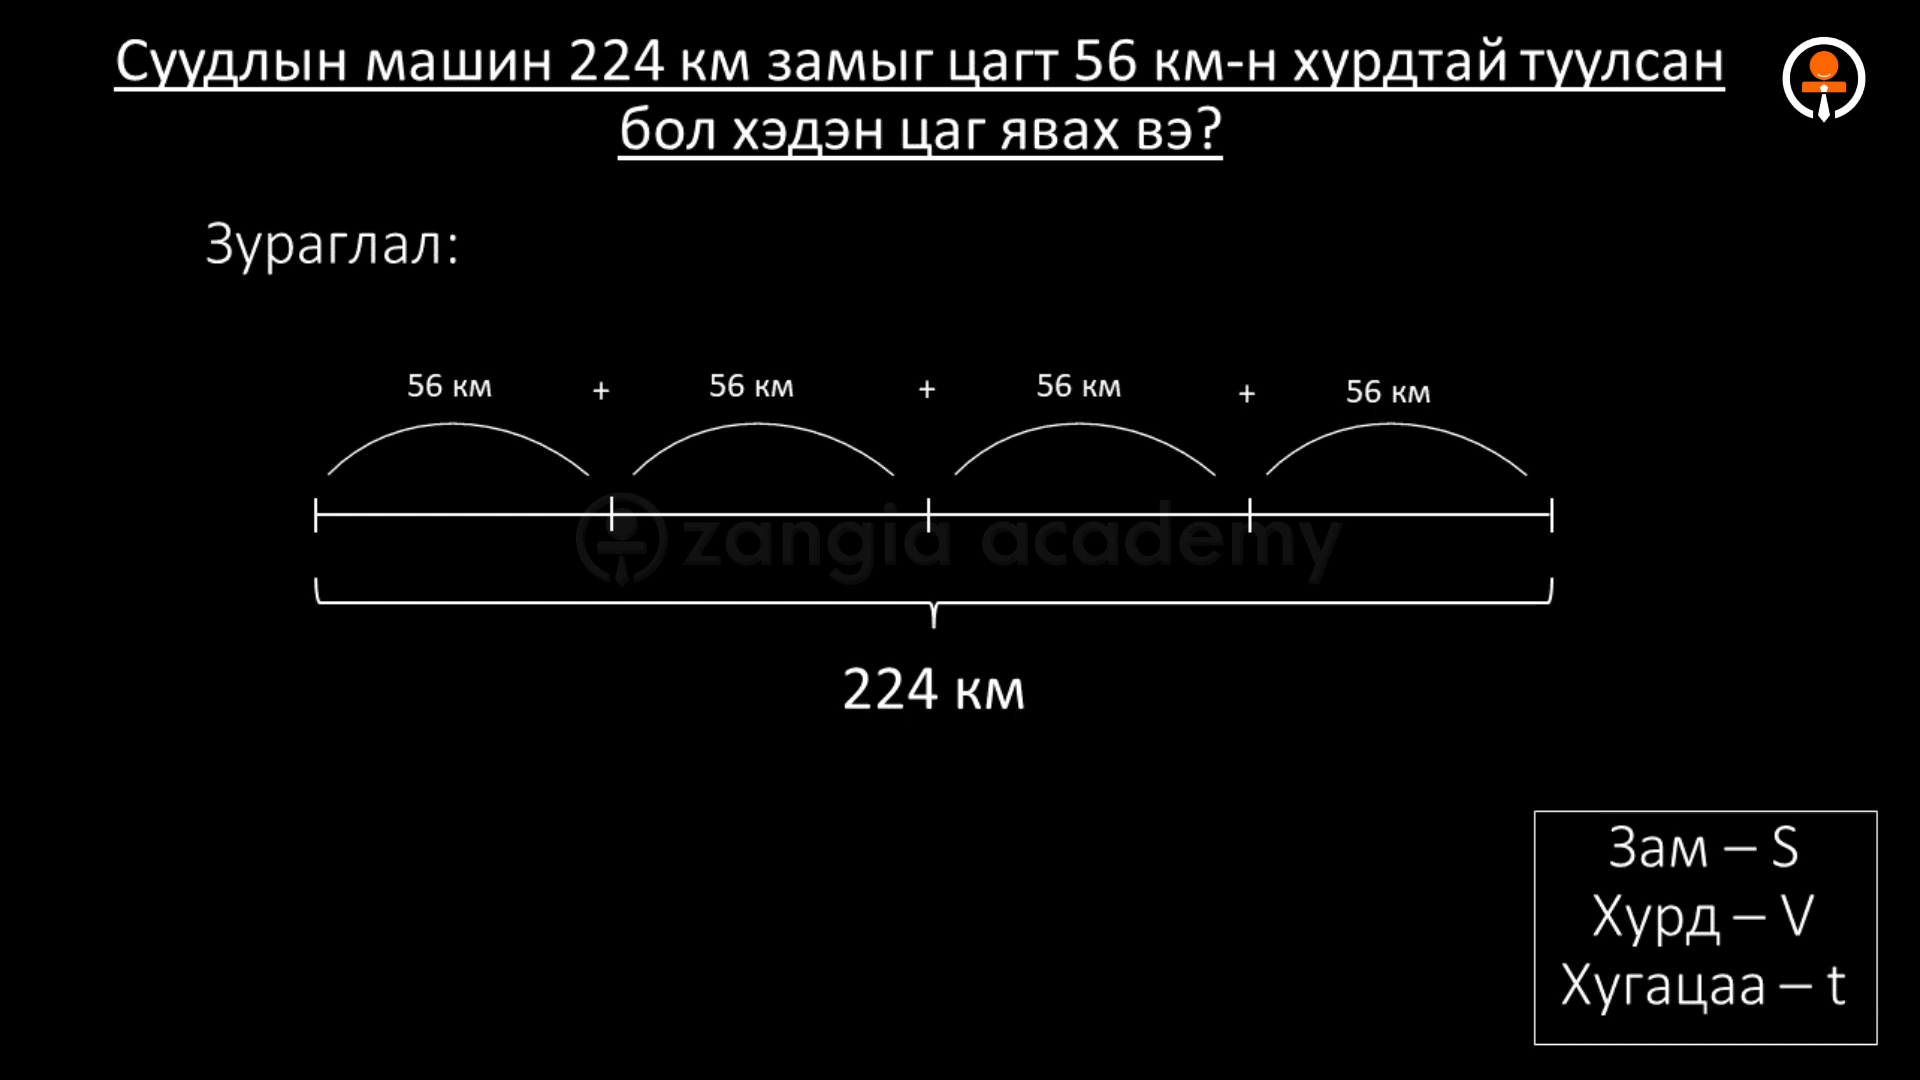 Суудлын машин 224 км замыг цагт 56 км-н хурдтай туулсан
бол хэдэн цаг явах вэ?
Зураглал:
56 км + 56 км + 56 км + 56 км
zangia academy
224 км
Зам – S
Хурд – V
Хугацаа – t